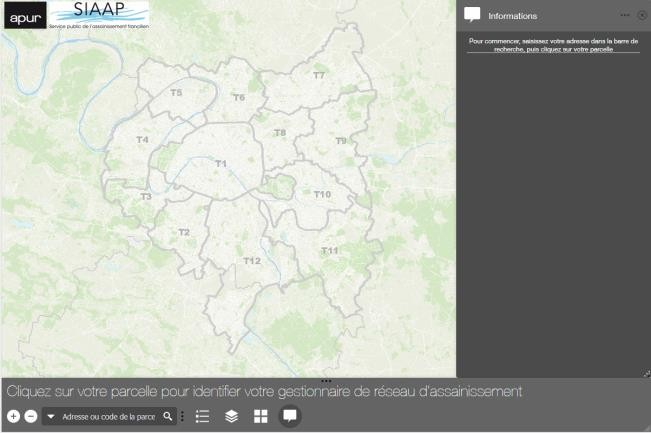 apur
SIAAP
Service public de l'assainissement francilien
Informations
Pour commencer, saisissez votre adresse dans la barre de
recherche, puis cliquez sur votre parcelle
T7
T5
T6
T4
T8
T9
T1
T3
T10
T2
T11
T12
Cliquez sur votre parcelle pour identifier votre gestionnaire de réseau d'assainissement
Adresse ou code de la parce